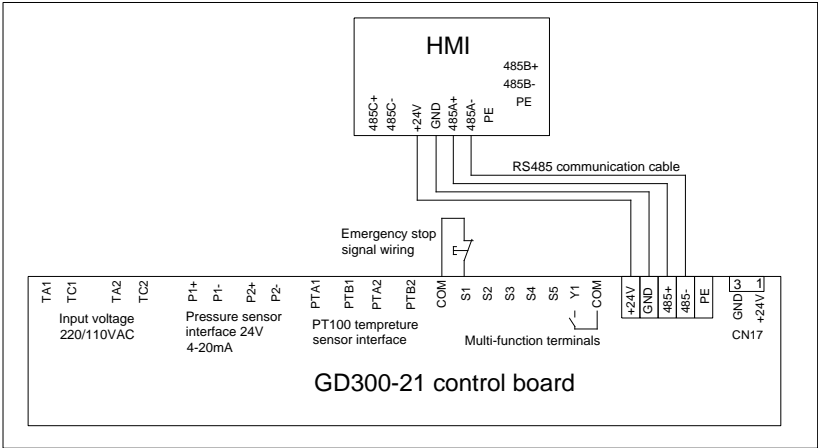 HMI
485B+
485B-
PE
485C+
485C-
+24V
GND
485A+
485A-
PE
RS485 communication cable
Emergency stop
signal wiring
TA1
TC1
TA2
TC2
P1+
P1-
P2+
P2-
PTA1
PTB1
PTA2
PTB2
COM
S1
S2
S3
S4
S5
Y1
COM
+24V
GND
485+
485-
PE
3 1
GND
+24V
Input voltage
220/110VAC
Pressure sensor
interface 24V
4-20mA
PT100 tempreture
sensor interface
Multi-function terminals
CN17
GD300-21 control board